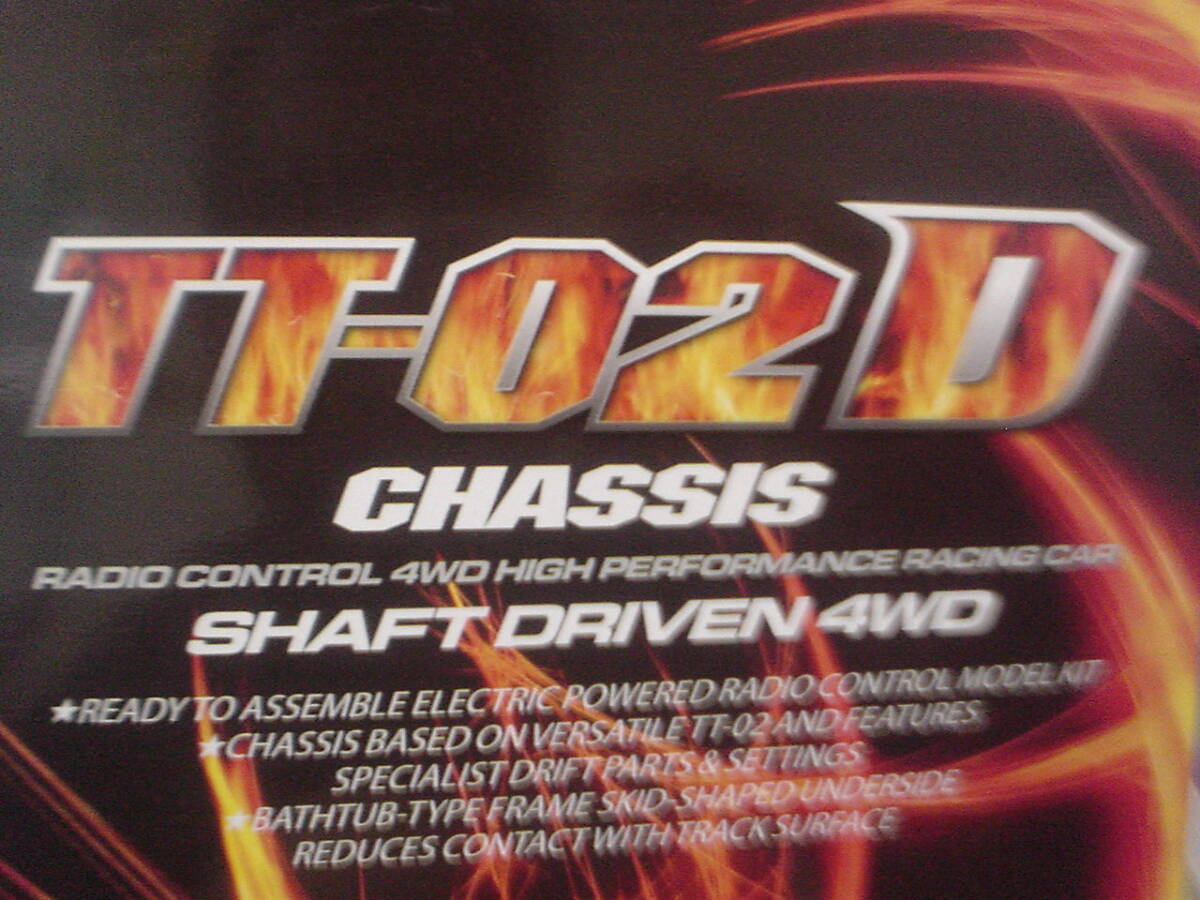 TT-02D
CHASSIS
RADIO CONTROL 4WD HIGH PERFORMANCE RACING CAR
SHAFT DRIVEN 4WD
★READY TO ASSEMBLE ELECTRIC POWERED RADIO CONTROL MODEL KIT
★CHASSIS BASED ON VERSATILE TT-02 AND FEATURES
SPECIALIST DRIFT PARTS & SETTINGS
★BATHTUB-TYPE FRAME SKID-SHAPED UNDERSIDE
REDUCES CONTACT WITH TRACK SURFACE